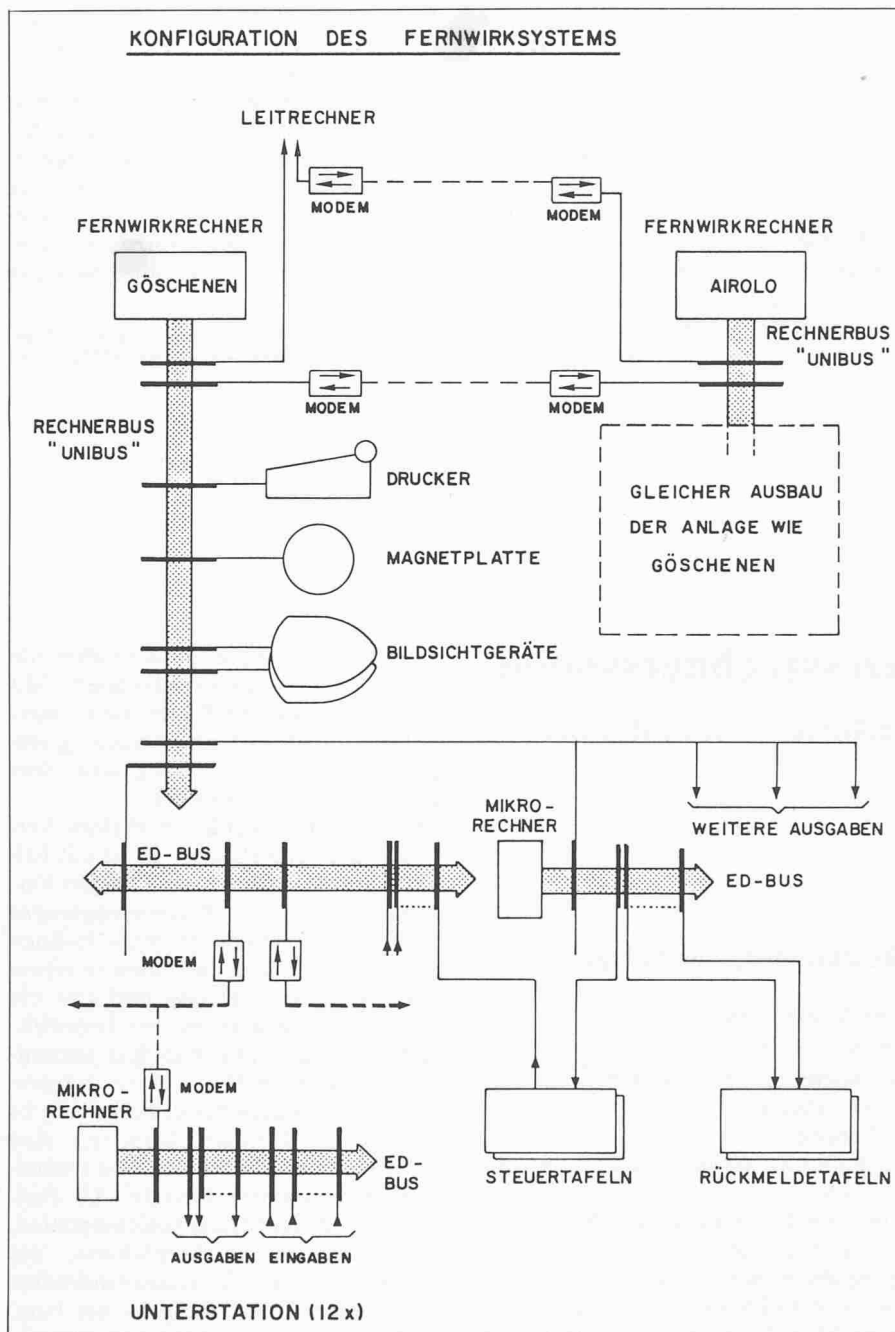 KONFIGURATION DES FERNWIRKSYSTEMS
LEITRECHNER
MODEM
MODEM
FERNWIRKRECHNER
FERNWIRKRECHNER
GÖSCHENEN
AIROLO
RECHNERBUS
"UNIBUS"
MODEM
MODEM
RECHNERBUS
"UNIBUS"
DRUCKER
GLEICHER AUSBAU
DER ANLAGE WIE
GÖSCHENEN
MAGNETPLATTE
BILDSICHTGERÄTE
MIKRO-
RECHNER
WEITERE AUSGABEN
ED-BUS
ED-BUS
MODEM
MODEM
MIKRO-
RECHNER
ED-
BUS
STEUERTAFELN
RÜCKMELDETAFELN
AUSGABEN
EINGABEN
UNTERSTATION (12x)